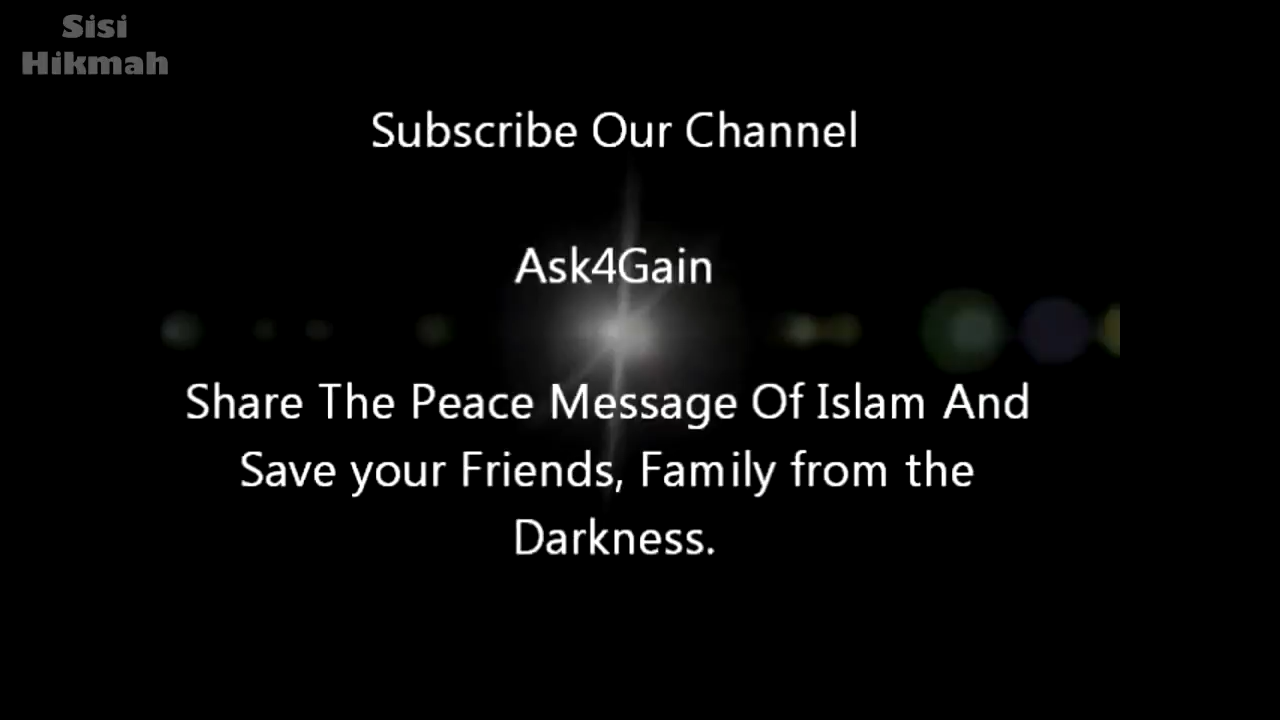 Sisi
Hikmah
Subscribe Our Channel
Ask4Gain
Share The Peace Message Of Islam And
Save your Friends, Family from the
Darkness.